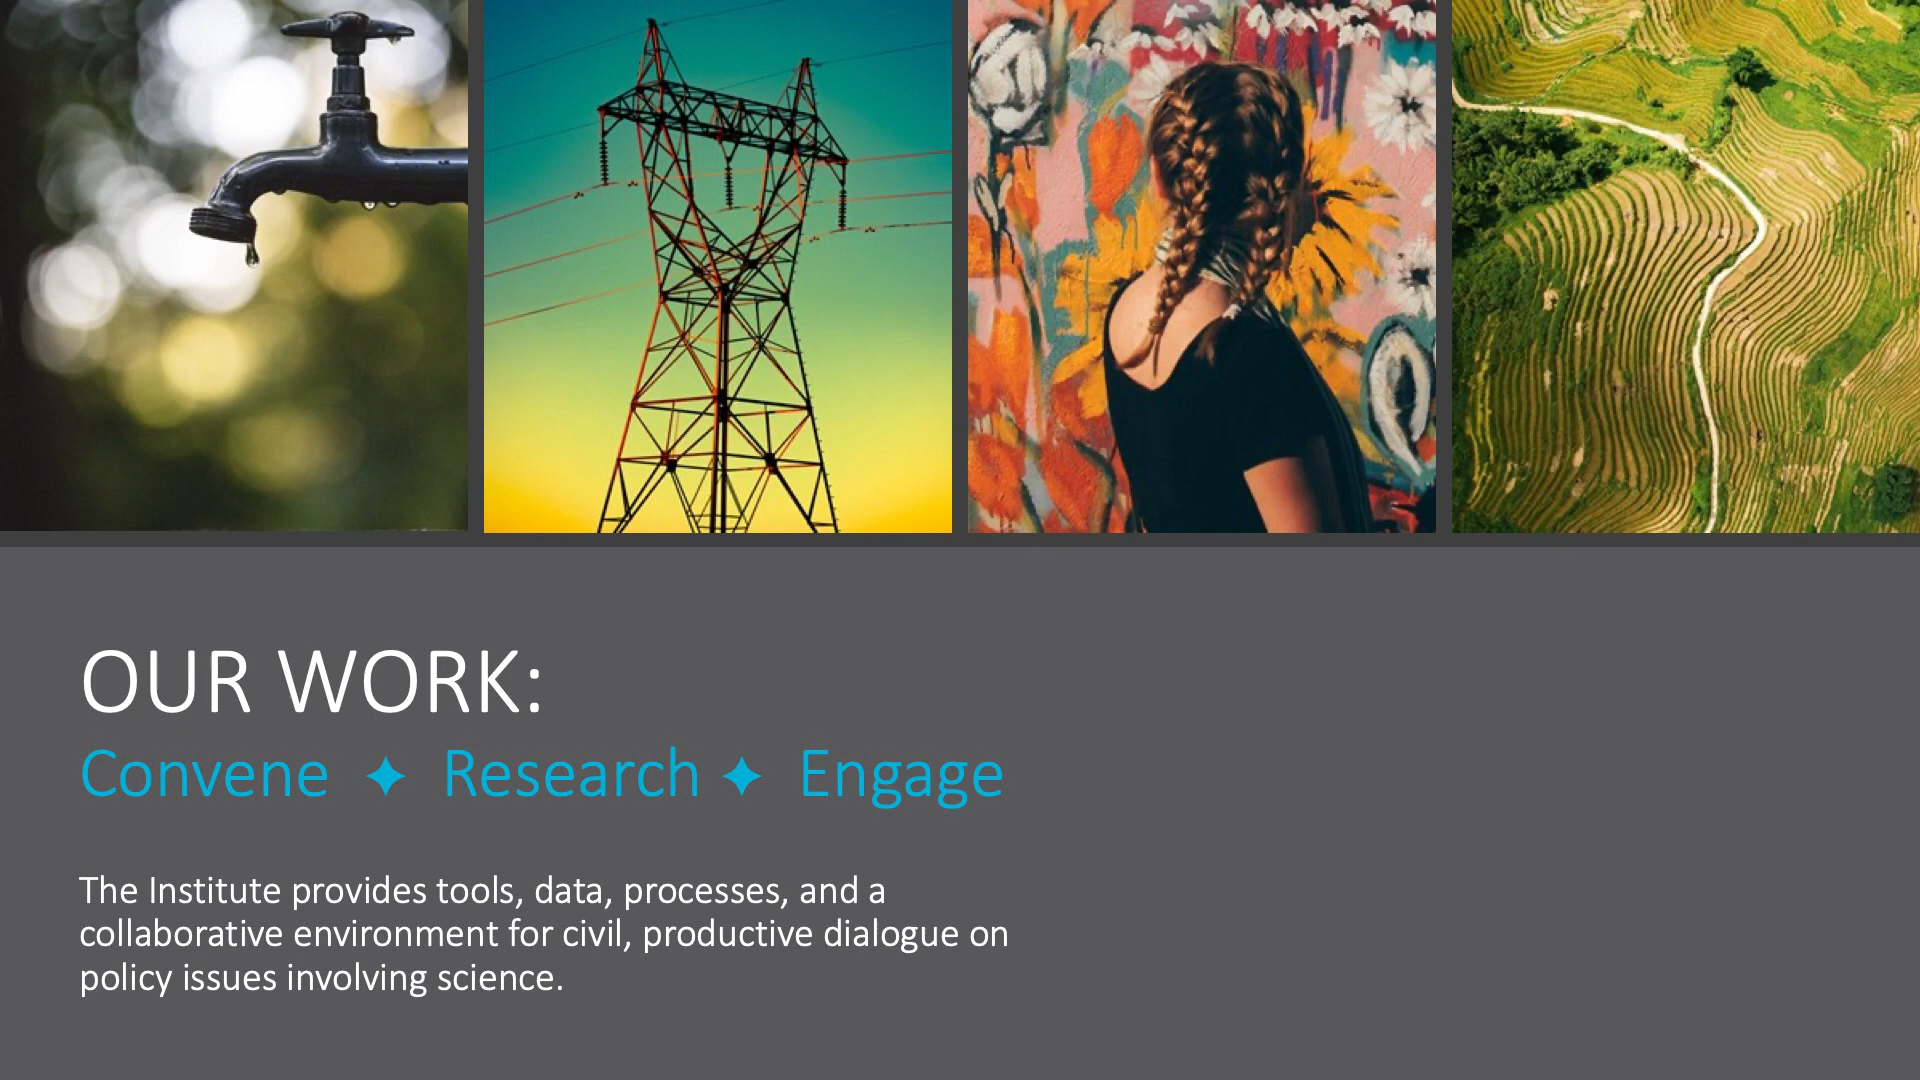 OUR WORK:
Convene ✦ Research ✦ Engage
The Institute provides tools, data, processes, and a
collaborative environment for civil, productive dialogue on
policy issues involving science.